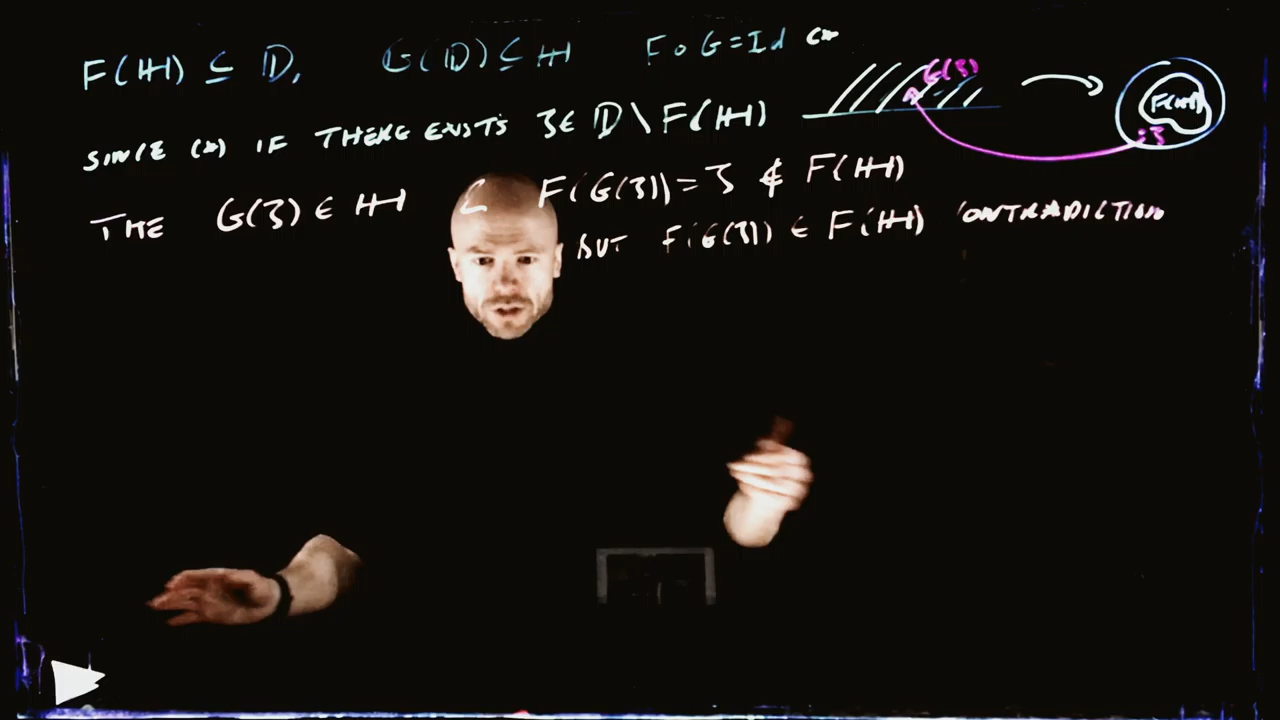 F(ℍ) ⊆ 𝔻, G(𝔻) ⊆ ℍ F∘G = Id (*)
SINCE (*) IF THERE EXISTS ʒ ∈ 𝔻 \ F(ℍ)
THE G(ʒ) ∈ ℍ F(G(ʒ)) = ʒ ∉ F(ℍ)
BUT F(G(ʒ)) ∈ F(ℍ) CONTRADICTION
G(ʒ)
F(ℍ)
ʒ